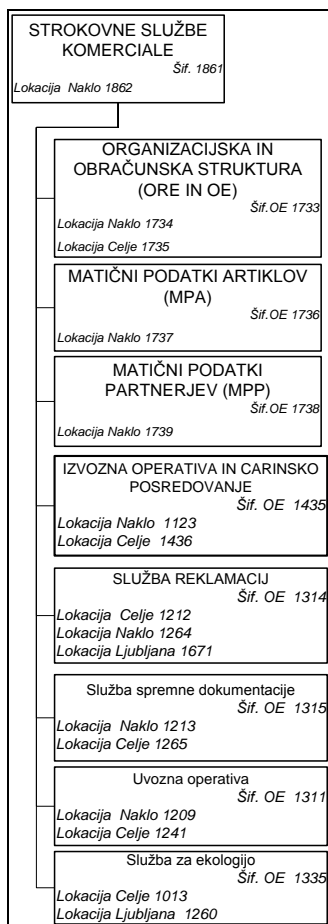 STROKOVNE SLUŽBE
KOMERCIALE
Šif. 1861
Lokacija Naklo 1862
ORGANIZACIJSKA IN
OBRAČUNSKA STRUKTURA
(ORE IN OE)
Šif.OE 1733
Lokacija Naklo 1734
Lokacija Celje 1735
MATIČNI PODATKI ARTIKLOV
(MPA)
Šif.OE 1736
Lokacija Naklo 1737
MATIČNI PODATKI
PARTNERJEV (MPP)
Šif.OE 1738
Lokacija Naklo 1739
IZVOZNA OPERATIVA IN CARINSKO
POSREDOVANJE
Šif. OE 1435
Lokacija Naklo 1123
Lokacija Celje 1436
SLUŽBA REKLAMACIJ
Šif. OE 1314
Lokacija Celje 1212
Lokacija Naklo 1264
Lokacija Ljubljana 1671
Služba spremne dokumentacije
Šif. OE 1315
Lokacija Naklo 1213
Lokacija Celje 1265
Uvozna operativa
Šif. OE 1311
Lokacija Naklo 1209
Lokacija Celje 1241
Služba za ekologijo
Šif. OE 1335
Lokacija Celje 1013
Lokacija Ljubljana 1260